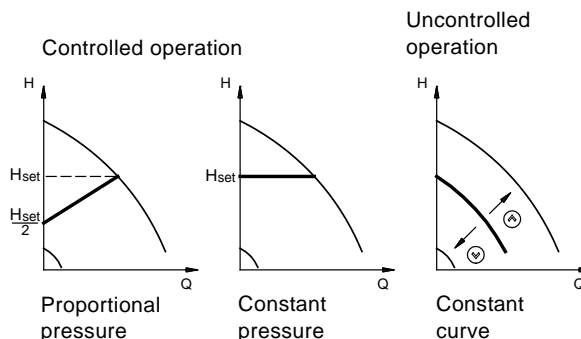 Controlled operation
Uncontrolled
operation
H
Hset
Hset
2
Q
Proportional
pressure
H
Hset
Q
Constant
pressure
H
Q
Constant
curve